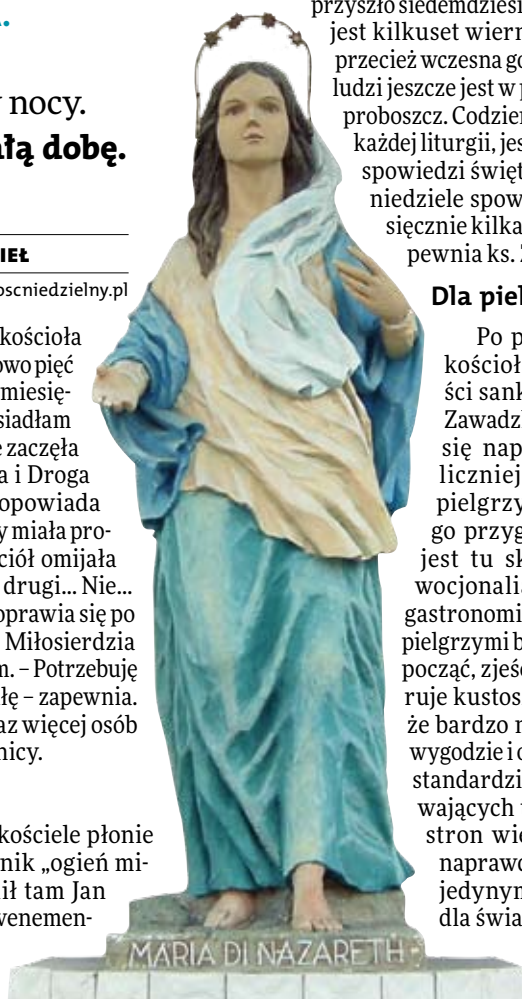 .
nocy.
łą dobę.
IEŁ
oscniedzielny.pl
kościoła
owo pięć
miesię-
siadłam
e zaczęła
a i Droga
opowiada
y miała pro-
ciół omijała
drugi... Nie...
oprawia się po
Miłosierdzia
m. – Potrzebuję
łę – zapewnia.
az więcej osób
nicy.
kościele płonie
nik „ogień mi-
ił tam Jan
venemen-
przyszło siedemdziesi
jest kilkuset wiern
przecież wczesna go
ludzi jeszcze jest w p
proboszcz. Codzien
każdej liturgii, jes
spowiedzi święt
niedziele spow
sięcznie kilka
pewnia ks. Z
Dla piel
Po p
kościoł
ści sank
Zawadz
się nap
liczniej
pielgrzy
go przyg
jest tu sk
wocjonalia
gastronomi
pielgrzymi b
począć, zjeść
ruje kustos
że bardzo n
wygodzie i c
standardzi
wających
stron wie
naprawd
jedynym
dla świa
MARIA DI NAZARETH